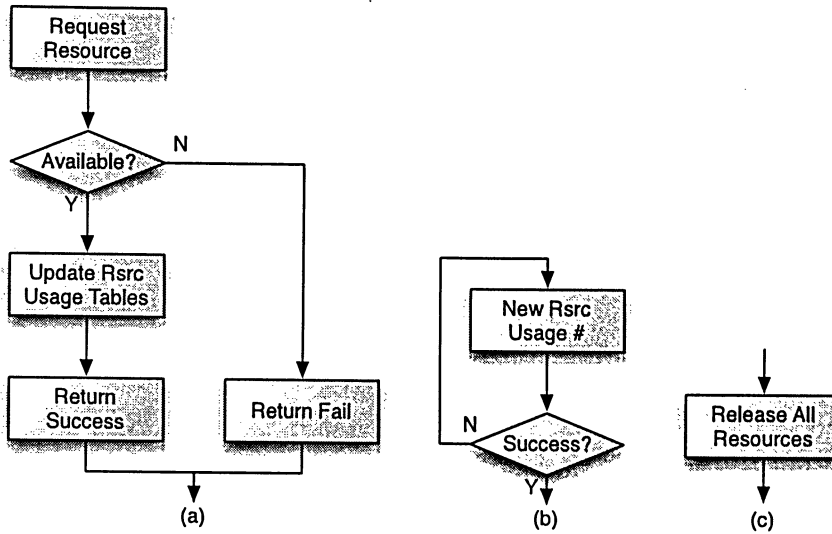 Request
Resource
Available?
N
Y
Update Rsrc
Usage Tables
Return
Success
Return Fail
(a)
New Rsrc
Usage #
N
Success?
Y
(b)
Release All
Resources
(c)